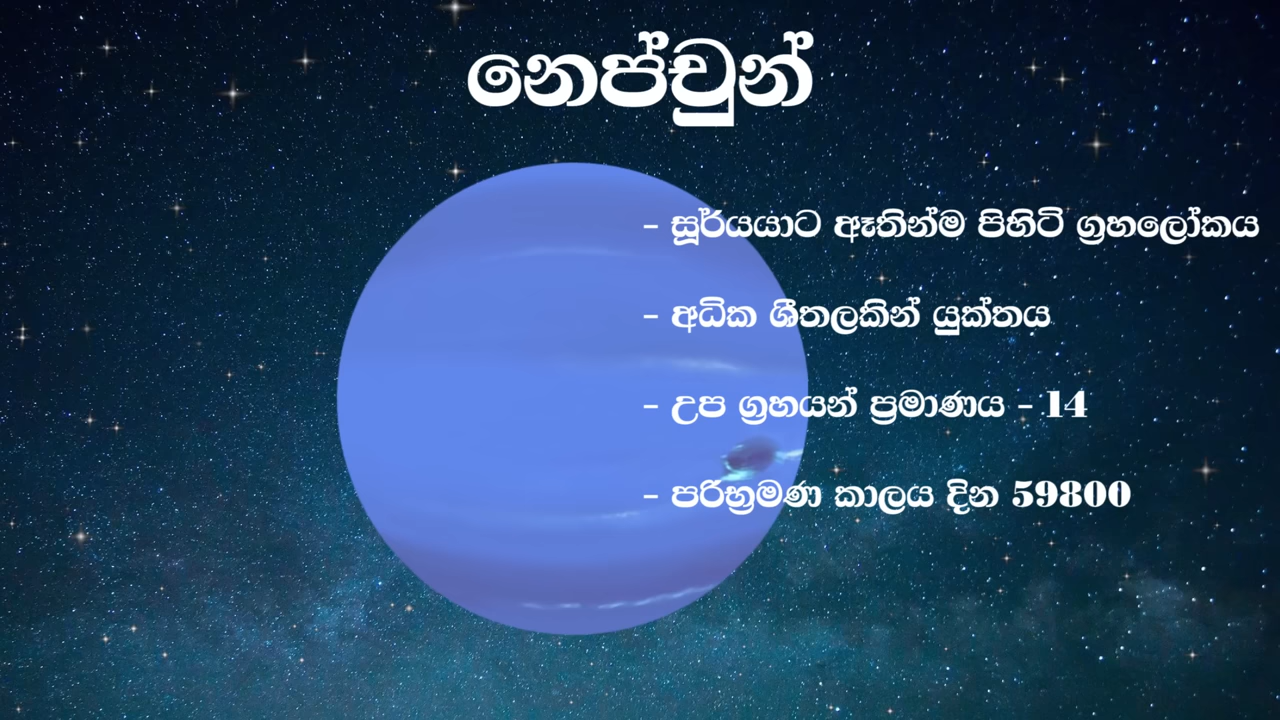 නෙප්චුන්
- සූර්යයාට ඈතින්ම පිහිටි ග්‍රහලෝකය
- අධික ශීතලකින් යුක්තය
- උප ග්‍රහයන් ප්‍රමාණය - 14
- පරිභ්‍රමණ කාලය දින 59800